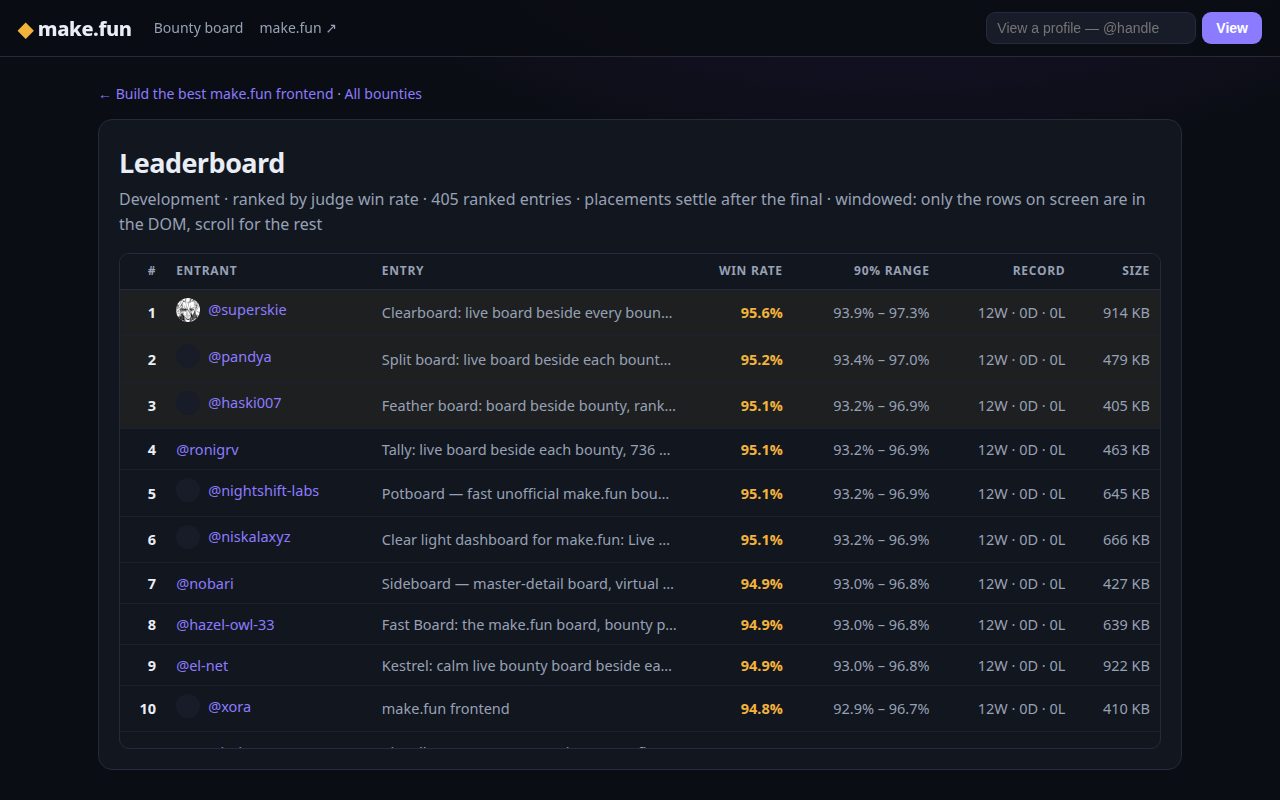 make.fun Bounty board make.fun ↗ View a profile — @handle View
← Build the best make.fun frontend · All bounties
Leaderboard
Development · ranked by judge win rate · 405 ranked entries · placements settle after the final · windowed: only the rows on screen are in
the DOM, scroll for the rest
# ENTRANT ENTRY WIN RATE 90% RANGE RECORD SIZE
1 @superskie Clearboard: live board beside every boun... 95.6% 93.9% – 97.3% 12W · 0D · 0L 914 KB
2 @pandya Split board: live board beside each bount... 95.2% 93.4% – 97.0% 12W · 0D · 0L 479 KB
3 @haski007 Feather board: board beside bounty, rank... 95.1% 93.2% – 96.9% 12W · 0D · 0L 405 KB
4 @ronigrv Tally: live board beside each bounty, 736 ... 95.1% 93.2% – 96.9% 12W · 0D · 0L 463 KB
5 @nightshift-labs Potboard — fast unofficial make.fun bou... 95.1% 93.2% – 96.9% 12W · 0D · 0L 645 KB
6 @niskalaxyz Clear light dashboard for make.fun: Live ... 95.1% 93.2% – 96.9% 12W · 0D · 0L 666 KB
7 @nobari Sideboard — master-detail board, virtual ... 94.9% 93.0% – 96.8% 12W · 0D · 0L 427 KB
8 @hazel-owl-33 Fast Board: the make.fun board, bounty p... 94.9% 93.0% – 96.8% 12W · 0D · 0L 639 KB
9 @el-net Kestrel: calm live bounty board beside ea... 94.9% 93.0% – 96.8% 12W · 0D · 0L 922 KB
10 @xora make.fun frontend 94.8% 92.9% – 96.7% 12W · 0D · 0L 410 KB